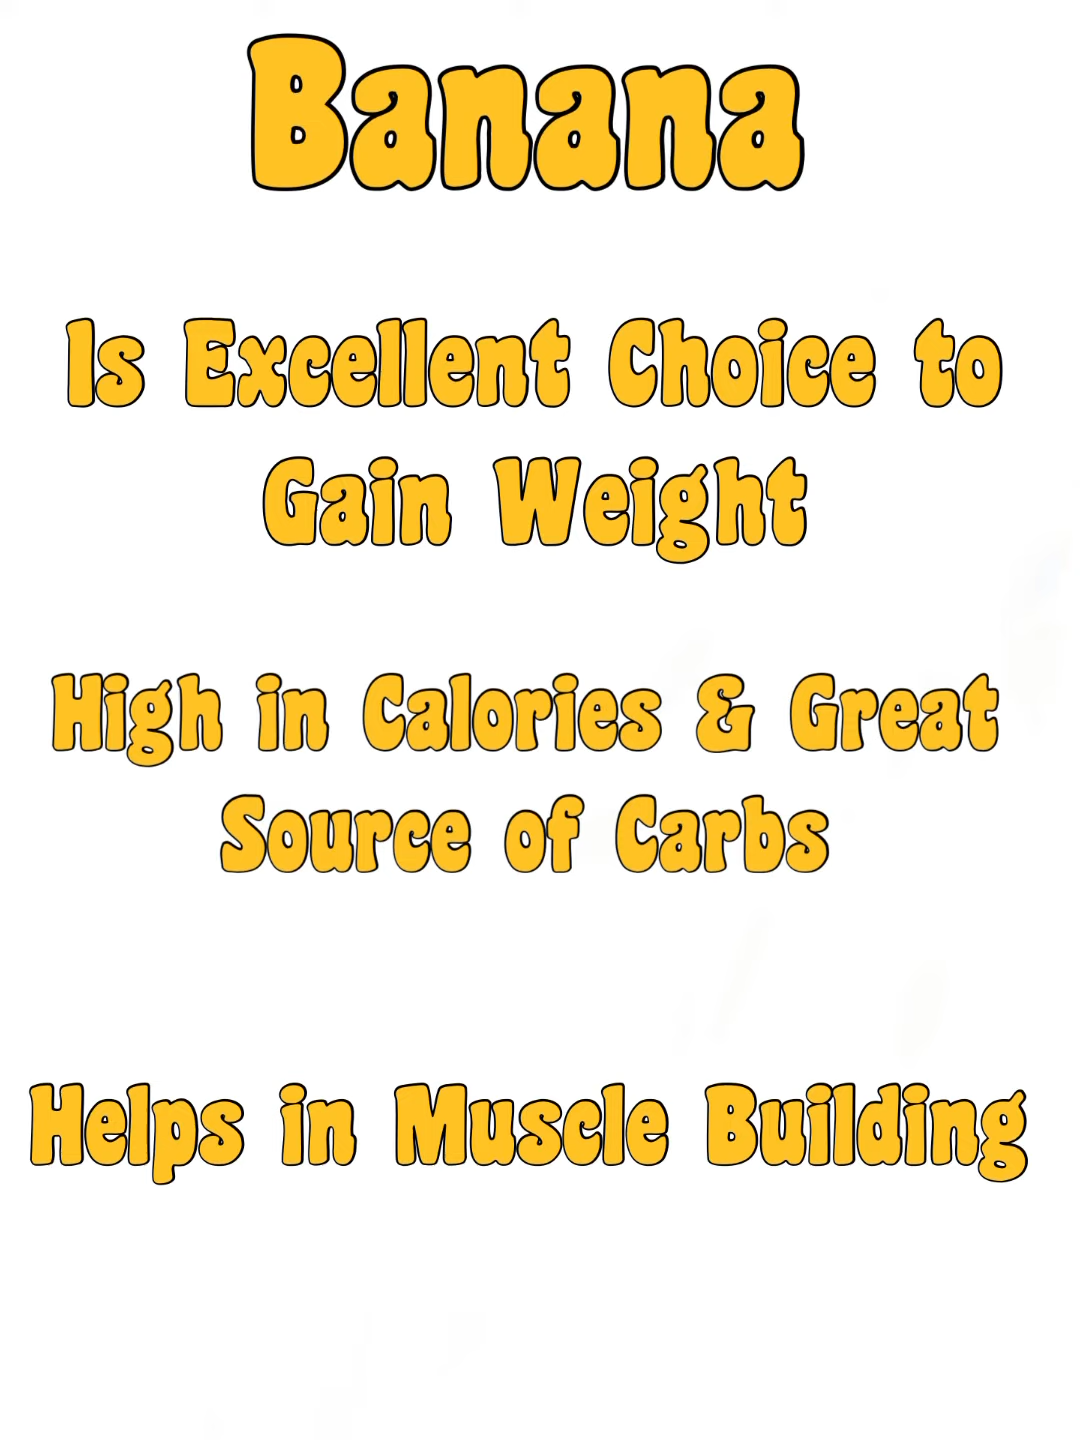 Banana
Is Excellent Choice to
Gain Weight
High in Calories & Great
Source of Carbs
Helps in Muscle Building